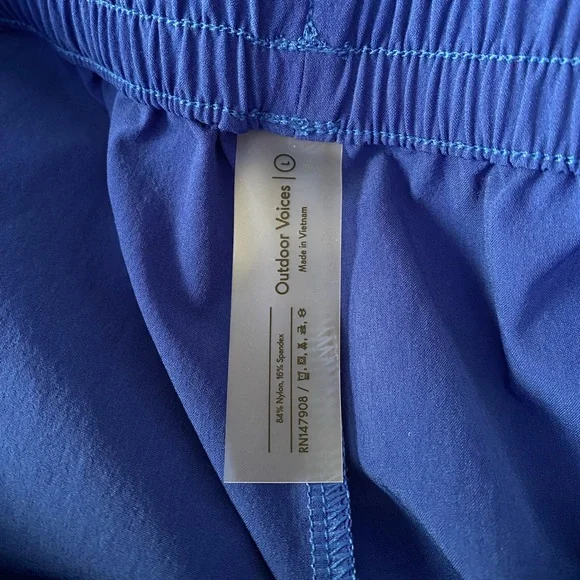 Outdoor Voices | L
Made in Vietnam
84% Nylon, 16% Spandex
RN147908 /